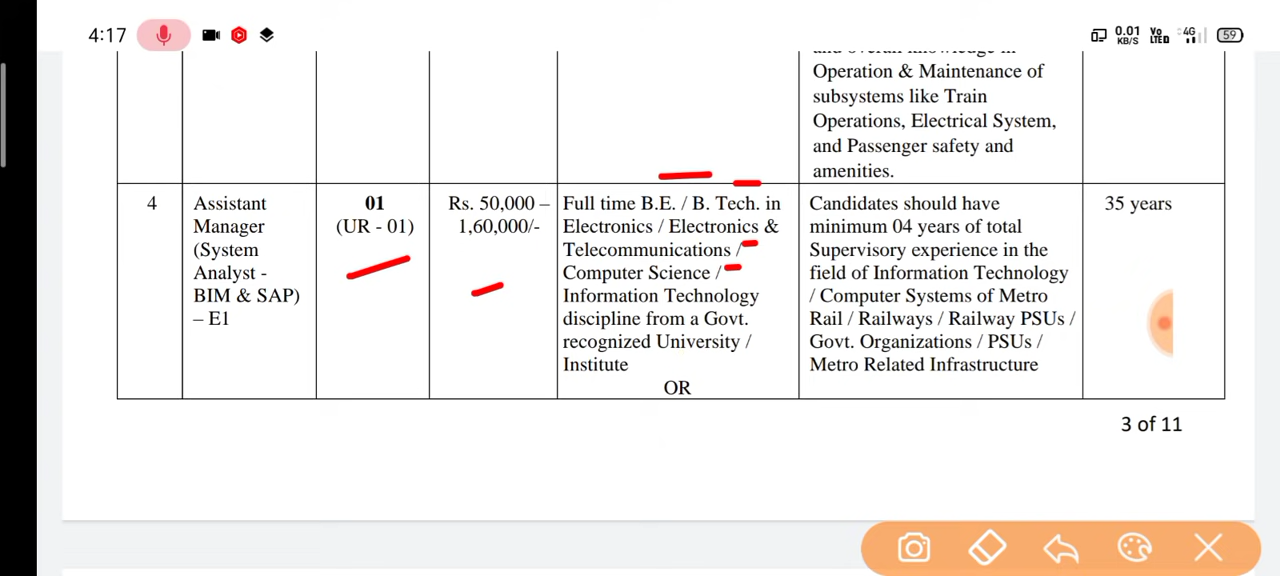 4:17
0.01
KB/S
Vo
LTE
4G
59
and overall knowledge in
Operation & Maintenance of
subsystems like Train
Operations, Electrical System,
and Passenger safety and
amenities.
4
Assistant
Manager
(System
Analyst -
BIM & SAP)
– E1
01
(UR - 01)
Rs. 50,000 –
1,60,000/-
Full time B.E. / B. Tech. in
Electronics / Electronics &
Telecommunications /
Computer Science /
Information Technology
discipline from a Govt.
recognized University /
Institute
OR
Candidates should have
minimum 04 years of total
Supervisory experience in the
field of Information Technology
/ Computer Systems of Metro
Rail / Railways / Railway PSUs /
Govt. Organizations / PSUs /
Metro Related Infrastructure
35 years
3 of 11